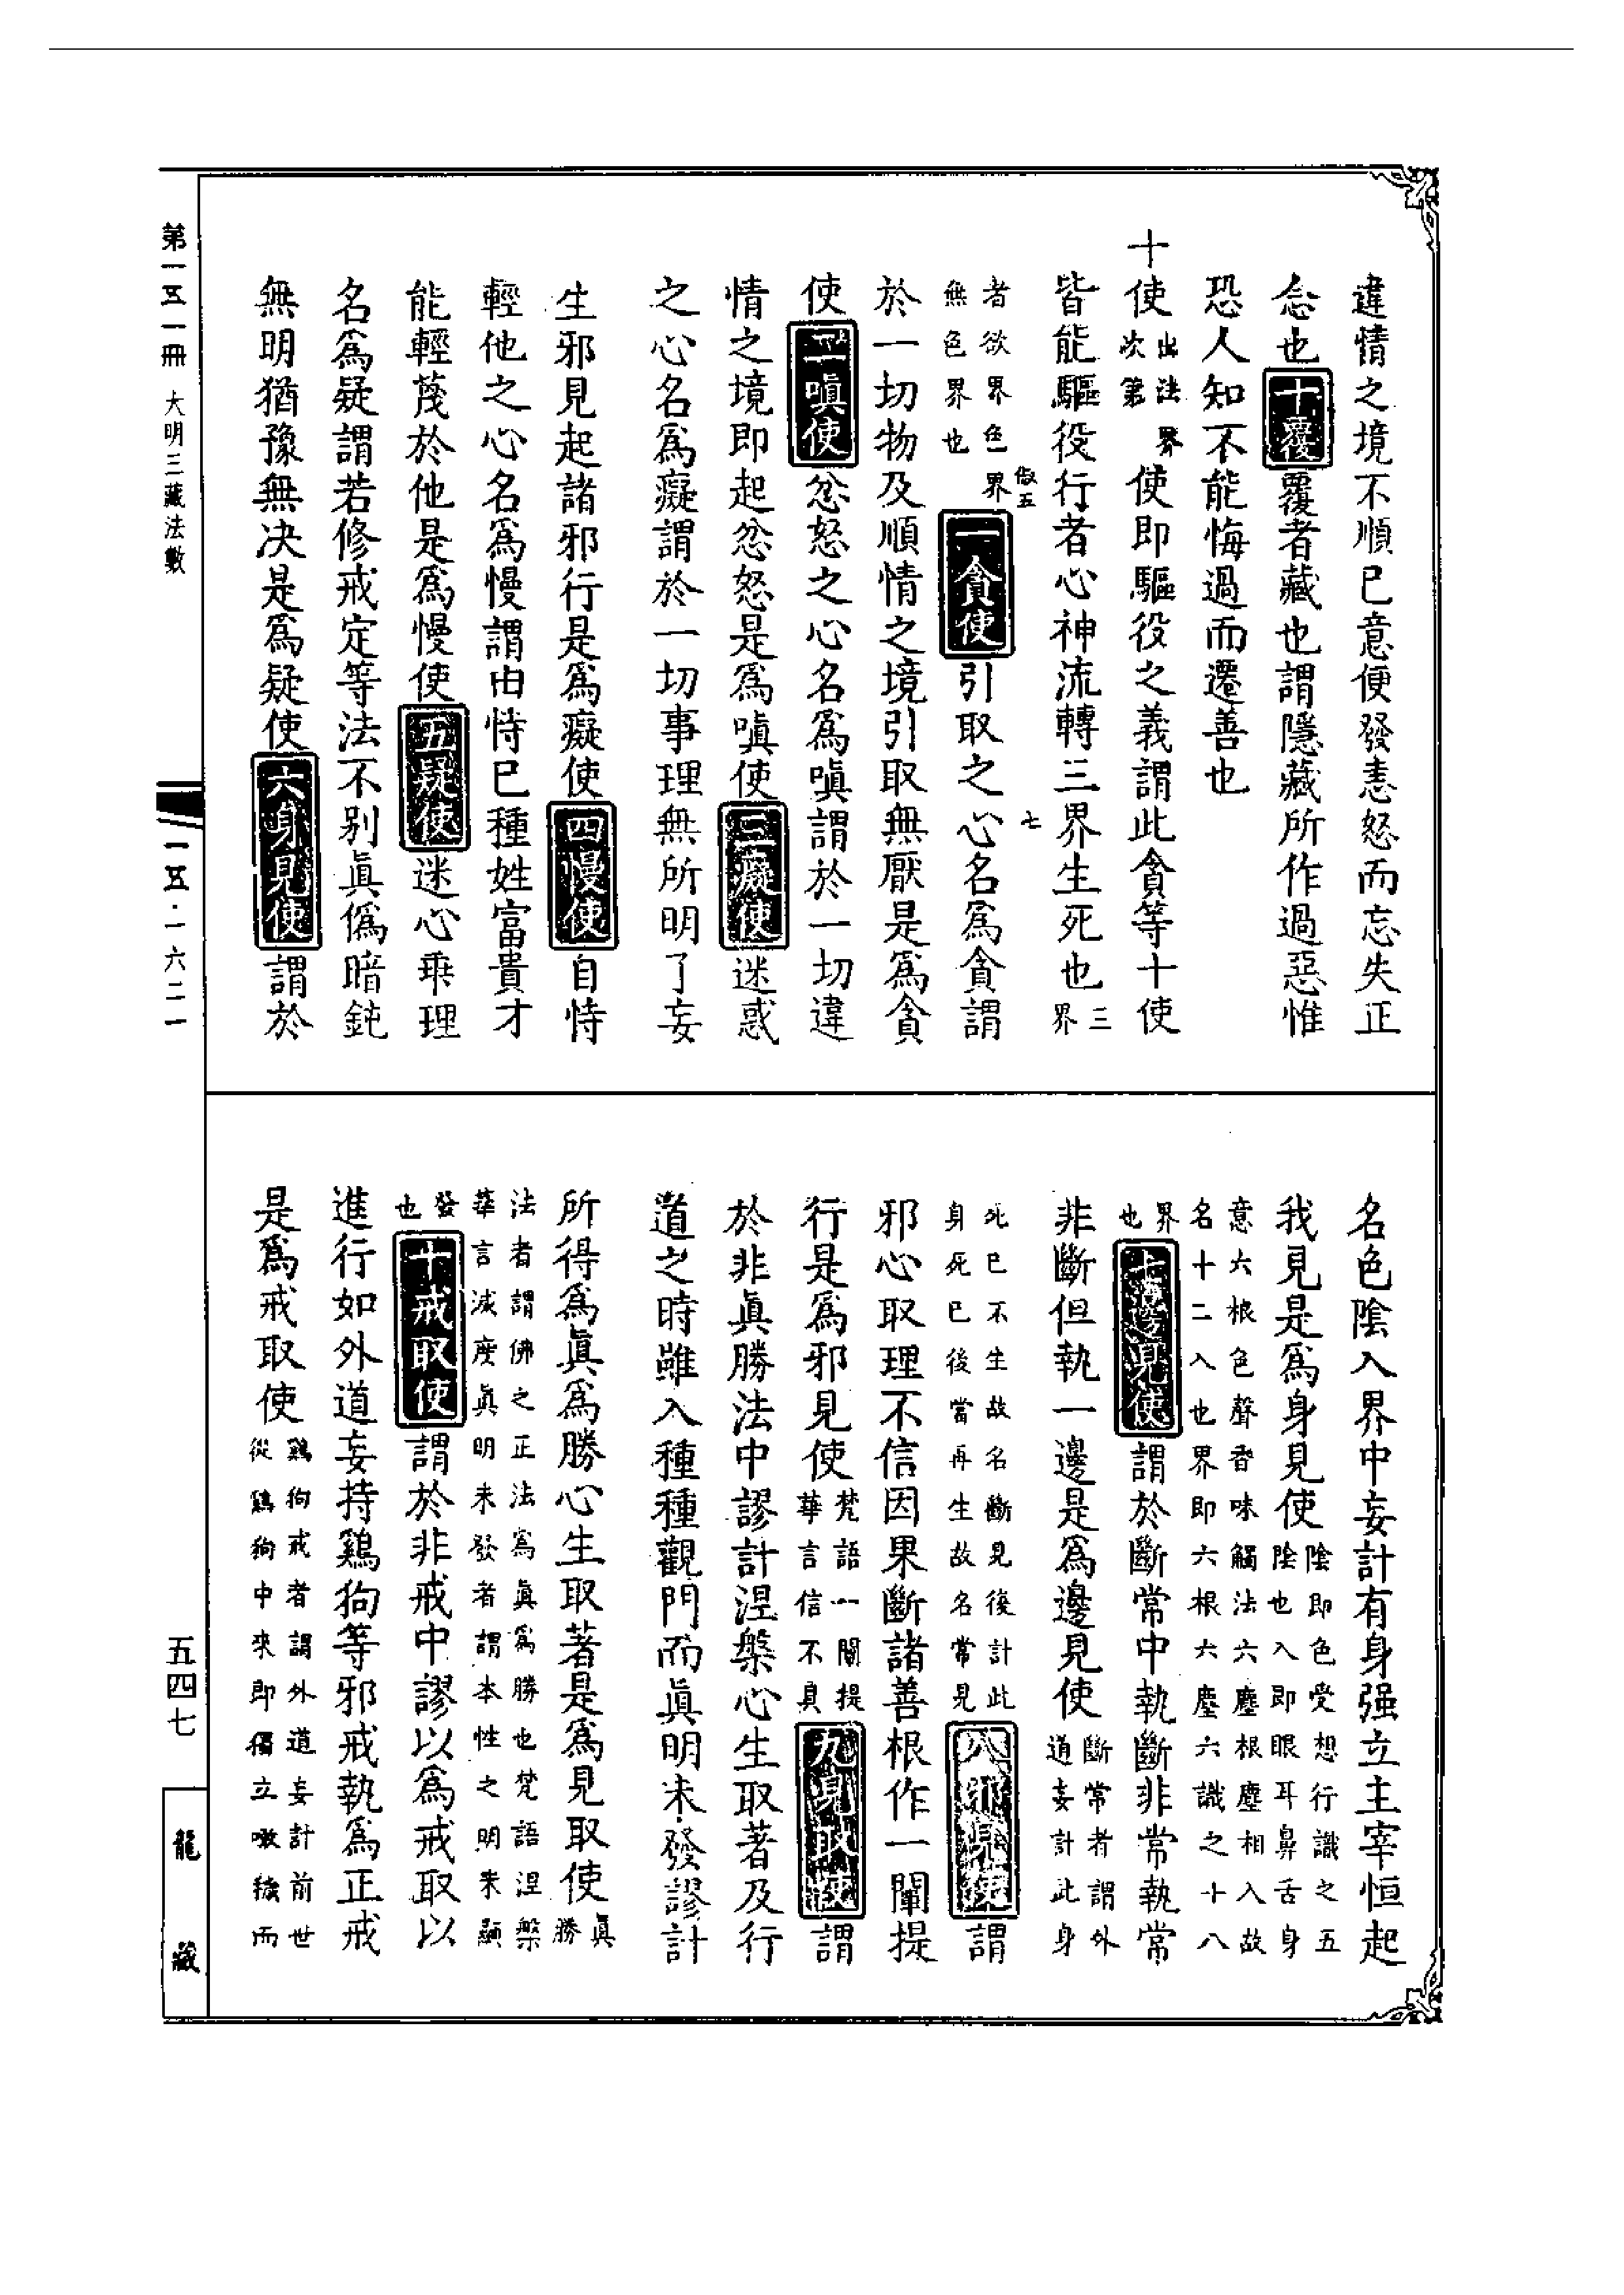 違情之境不順已意便發恚怒而忘失正
念也十覆覆者藏也謂隱藏所作過惡惟
恐人知不能悔過而遷善也
十使出法界次第使即驅役之義謂此貪等十使
皆能驅役行者心神流轉三界生死也三界
者欲界色界無色界也一貪使引取之心名爲貪謂
於一切物及順情之境引取無厭是爲貪
使二嗔使忿怒之心名爲嗔謂於一切違
情之境即起忿怒是爲嗔使三癡使迷惑
之心名爲癡謂於一切事理無所明了妄
生邪見起諸邪行是爲癡使四慢使自恃
輕他之心名爲慢謂由恃已種姓富貴才
能輕蔑於他是爲慢使五疑使迷心乖理
名爲疑謂若修戒定等法不別眞僞暗鈍
無明猶豫無决是爲疑使六身見使謂於
名色陰入界中妄計有身强立主宰恒起
我見是爲身見使陰即色受想行識之五陰也入即眼耳鼻舌身
意六根色聲香味觸法六塵根塵相入故名十二入也界即六根六塵六識之十八
界也七邊見使謂於斷常中執斷非常執常
非斷但執一邊是爲邊見使斷常者謂外道妄計此身
死已不生故名斷見後計此身死已後當再生故名常見八邪見使謂
邪心取理不信因果斷諸善根作一闡提
行是爲邪見使梵語一闡提華言信不具九見取使謂
於非眞勝法中謬計涅槃心生取著及行
道之時雖入種種觀門而眞明未發謬計
所得爲眞爲勝心生取著是爲見取使眞勝
法者謂佛之正法爲眞爲勝也梵語涅槃華言滅度眞明未發者謂本性之明未顯
發也十戒取使謂於非戒中謬以爲戒取以
進行如外道妄持鷄狗等邪戒執爲正戒
是爲戒取使鷄狗戒者謂外道妄計前世從鷄狗中來即獨立噉穢而
俶五
七
第一五一冊 大明三藏法數
一五·一六二一
五四七
龍藏